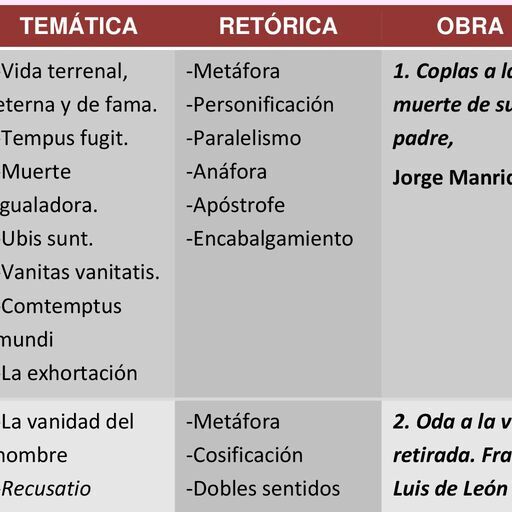 TEMÁTICA RETÓRICA OBRA
-Vida terrenal,
eterna y de fama.
-Tempus fugit.
-Muerte
gualadora.
-Ubis sunt.
-Vanitas vanitatis.
-Comtemptus
mundi
-La exhortación
-Metáfora
-Personificación
-Paralelismo
-Anáfora
-Apóstrofe
-Encabalgamiento
1. Coplas a la
muerte de su
padre,
Jorge Manric
-La vanidad del
hombre
-Recusatio
-Metáfora
-Cosificación
-Dobles sentidos
2. Oda a la v
retirada. Fra
Luis de León